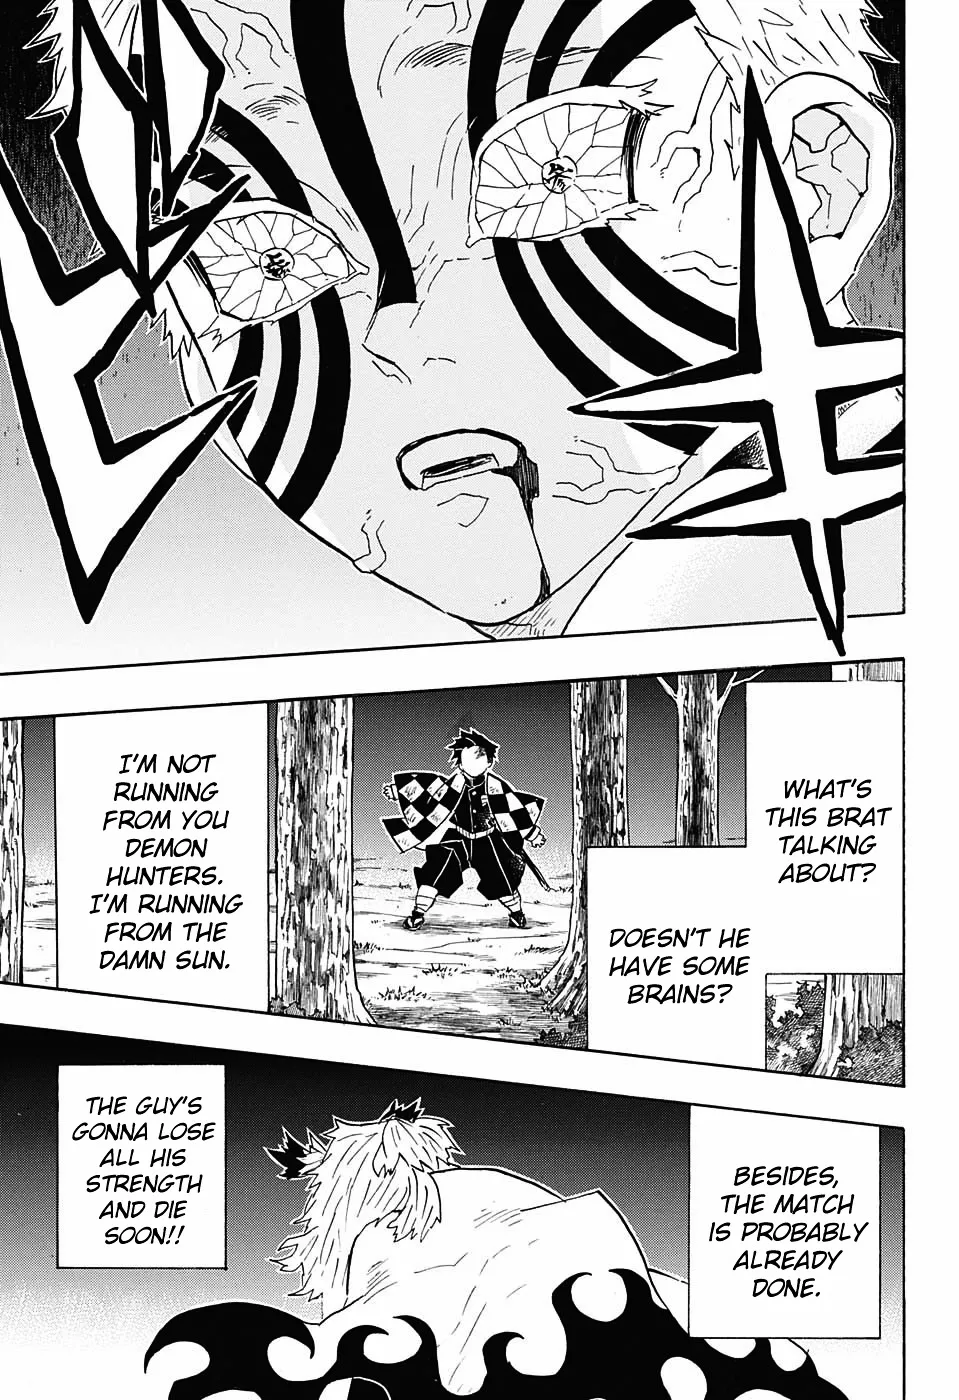 WHAT'S
THIS BRAT
TALKING
ABOUT?
DOESN'T HE
HAVE SOME
BRAINS?
I'M NOT
RUNNING
FROM YOU
DEMON
HUNTERS.
I'M RUNNING
FROM THE
DAMN SUN.
BESIDES,
THE MATCH
IS PROBABLY
ALREADY
DONE.
THE GUY'S
GONNA LOSE
ALL HIS
STRENGTH
AND DIE
SOON!!